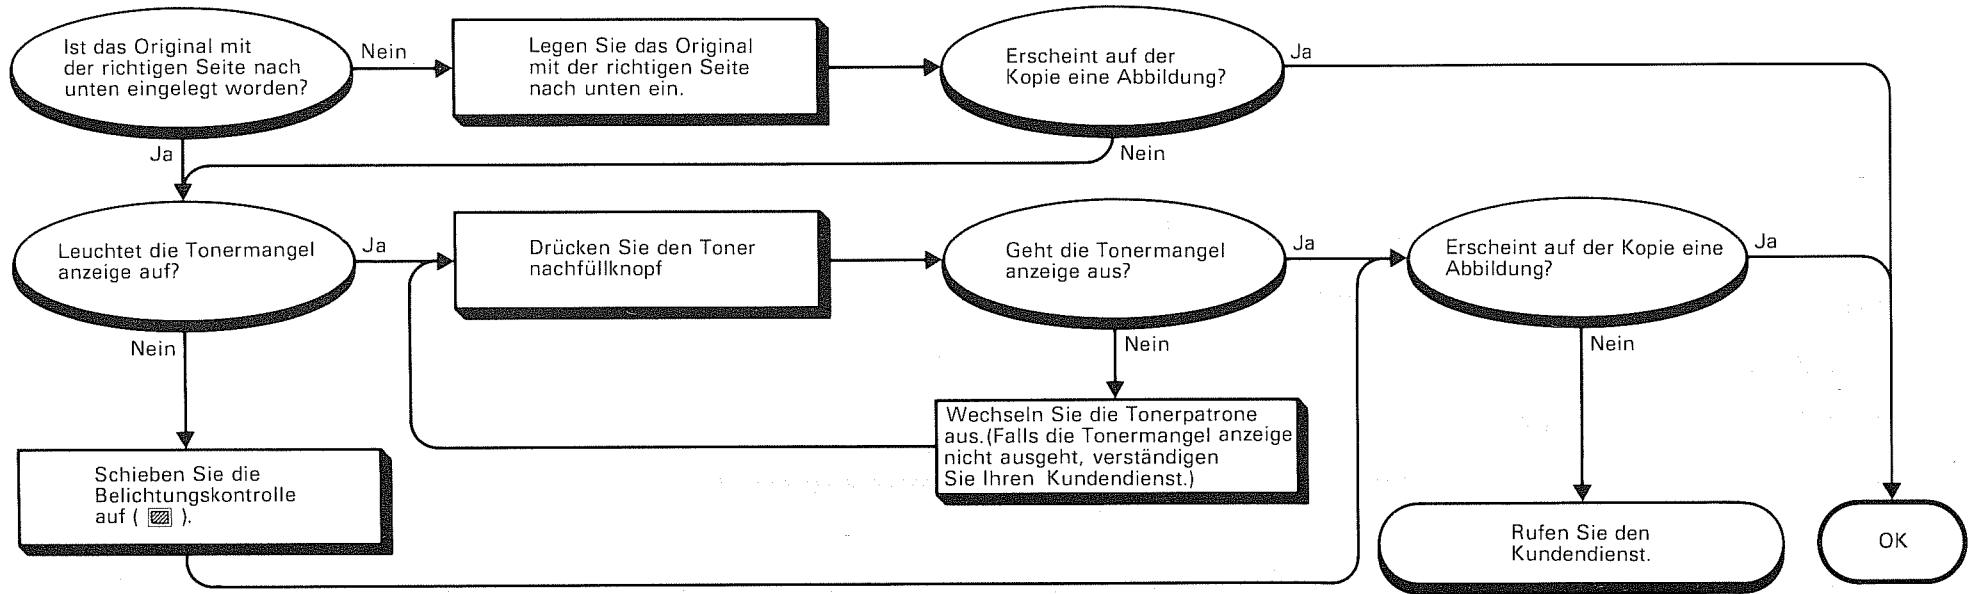 Ist das Original mit
der richtigen Seite nach
unten eingelegt worden?
Nein
Legen Sie das Original
mit der richtigen Seite
nach unten ein.
Erscheint auf der
Kopie eine Abbildung?
Ja
Ja
Nein
Leuchtet die Tonermangel
anzeige auf?
Ja
Drücken Sie den Toner
nachfüllknopf
Geht die Tonermangel
anzeige aus?
Ja
Erscheint auf der Kopie eine
Abbildung?
Ja
Nein
Nein
Nein
Wechseln Sie die Tonerpatrone
aus.(Falls die Tonermangel anzeige
nicht ausgeht, verständigen
Sie Ihren Kundendienst.)
Schieben Sie die
Belichtungskontrolle
auf ( ).
Rufen Sie den
Kundendienst.
OK